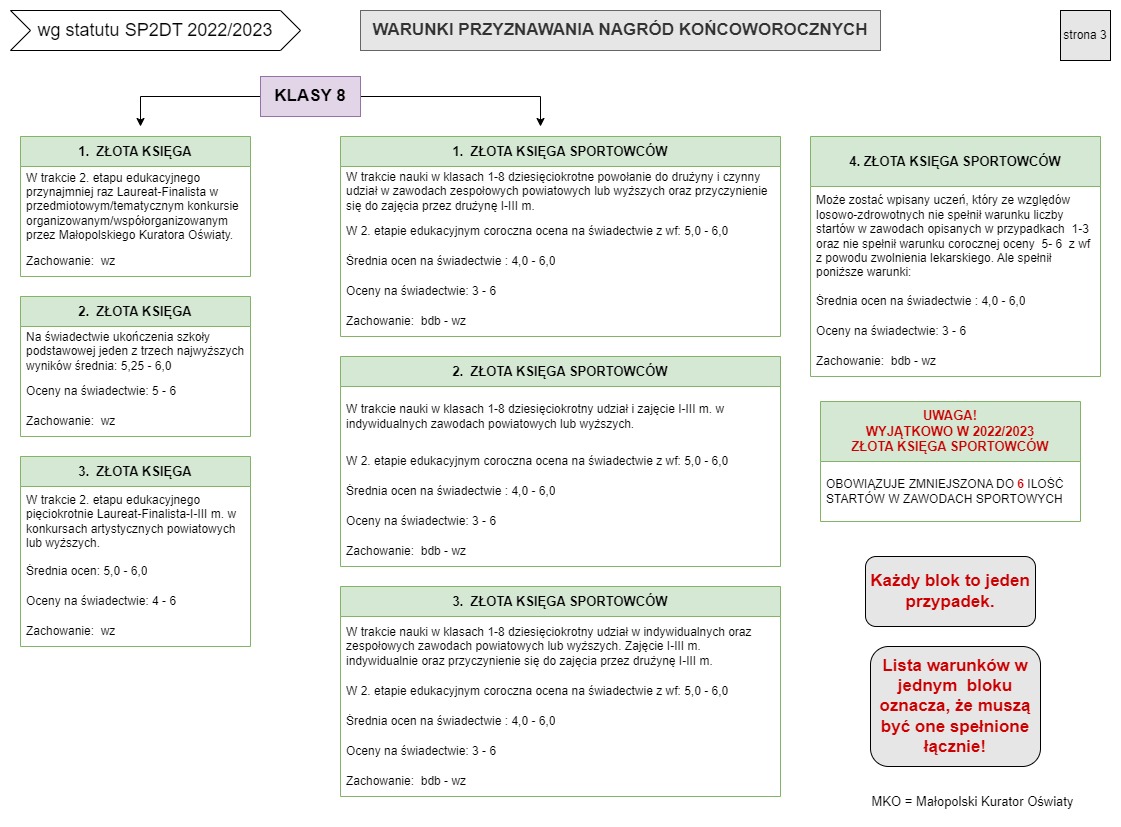 wg statutu SP2DT 2022/2023
WARUNKI PRZYZNAWANIA NAGRÓD KOŃCOWOROCZNYCH
strona 3
KLASY 8
1. ZŁOTA KSIĘGA
W trakcie 2. etapu edukacyjnego
przynajmniej raz Laureat-Finalista w
przedmiotowym/tematycznym konkursie
organizowanym/współorganizowanym
przez Małopolskiego Kuratora Oświaty.
Zachowanie: wz
2. ZŁOTA KSIĘGA
Na świadectwie ukończenia szkoły
podstawowej jeden z trzech najwyższych
wyników średnia: 5,25 - 6,0
Oceny na świadectwie: 5 - 6
Zachowanie: wz
3. ZŁOTA KSIĘGA
W trakcie 2. etapu edukacyjnego
pięciokrotnie Laureat-Finalista-I-III m. w
konkursach artystycznych powiatowych
lub wyższych.
Średnia ocen: 5,0 - 6,0
Oceny na świadectwie: 4 - 6
Zachowanie: wz
1. ZŁOTA KSIĘGA SPORTOWCÓW
W trakcie nauki w klasach 1-8 dziesięciokrotne powołanie do drużyny i czynny
udział w zawodach zespołowych powiatowych lub wyższych oraz przyczynienie
się do zajęcia przez drużynę I-III m.
W 2. etapie edukacyjnym coroczna ocena na świadectwie z wf: 5,0 - 6,0
Średnia ocen na świadectwie : 4,0 - 6,0
Oceny na świadectwie: 3 - 6
Zachowanie: bdb - wz
2. ZŁOTA KSIĘGA SPORTOWCÓW
W trakcie nauki w klasach 1-8 dziesięciokrotny udział i zajęcie I-III m. w
indywidualnych zawodach powiatowych lub wyższych.
W 2. etapie edukacyjnym coroczna ocena na świadectwie z wf: 5,0 - 6,0
Średnia ocen na świadectwie : 4,0 - 6,0
Oceny na świadectwie: 3 - 6
Zachowanie: bdb - wz
3. ZŁOTA KSIĘGA SPORTOWCÓW
W trakcie nauki w klasach 1-8 dziesięciokrotny udział w indywidualnych oraz
zespołowych zawodach powiatowych lub wyższych. Zajęcie I-III m.
indywidualnie oraz przyczynienie się do zajęcia przez drużynę I-III m.
W 2. etapie edukacyjnym coroczna ocena na świadectwie z wf: 5,0 - 6,0
Średnia ocen na świadectwie : 4,0 - 6,0
Oceny na świadectwie: 3 - 6
Zachowanie: bdb - wz
4. ZŁOTA KSIĘGA SPORTOWCÓW
Może zostać wpisany uczeń, który ze względów
losowo-zdrowotnych nie spełnił warunku liczby
startów w zawodach opisanych w przypadkach 1-3
oraz nie spełnił warunku corocznej oceny 5- 6 z wf
z powodu zwolnienia lekarskiego. Ale spełnił
poniższe warunki:
Średnia ocen na świadectwie : 4,0 - 6,0
Oceny na świadectwie: 3 - 6
Zachowanie: bdb - wz
UWAGA!
WYJĄTKOWO W 2022/2023
ZŁOTA KSIĘGA SPORTOWCÓW
OBOWIĄZUJE ZMNIEJSZONA DO 6 ILOŚĆ
STARTÓW W ZAWODACH SPORTOWYCH
Każdy blok to jeden
przypadek.
Lista warunków w
jednym bloku
oznacza, że muszą
być one spełnione
łącznie!
MKO = Małopolski Kurator Oświaty